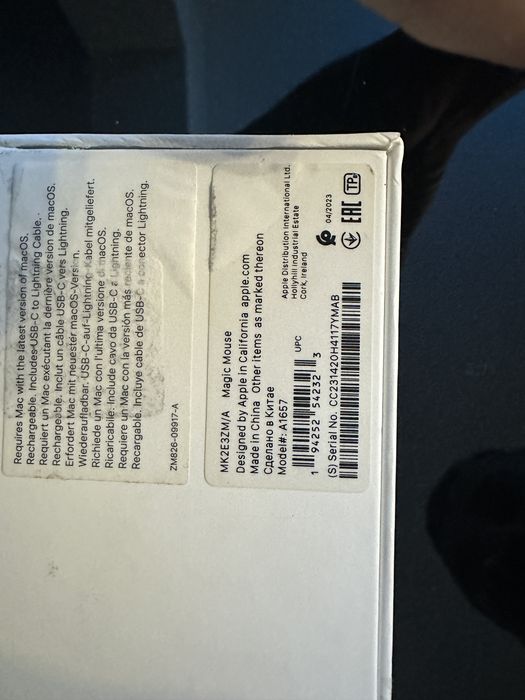 Requires Mac with the latest version of macOS.
Rechargeable. Includes USB-C to Lightning Cable.
Requiert un Mac exécutant la dernière version de macOS.
Rechargeable. Inclut un câble USB-C vers Lightning.
Erfordert Mac mit neuester macOS-Version.
Wiederaufladbar. USB-C-auf-Lightning-Kabel mitgeliefert.
Richiede un Mac con l'ultima versione di macOS.
Ricaricabile. Include cavo da USB-C a Lightning.
Requiere un Mac con la versión más reciente de macOS.
Recargable. Incluye cable de USB-C a conector Lightning.
ZM826-09917-A
MK2E3ZM/A Magic Mouse
Designed by Apple in California apple.com
Made in China Other items as marked thereon
Сделано в Китае
Model#: A1657
UPC
1 94252 54232 3
(S) Serial No. CC231420H4117YMAB
Apple Distribution International Ltd.
Hollyhill Industrial Estate
Cork, Ireland
04/2023
EAC
TP